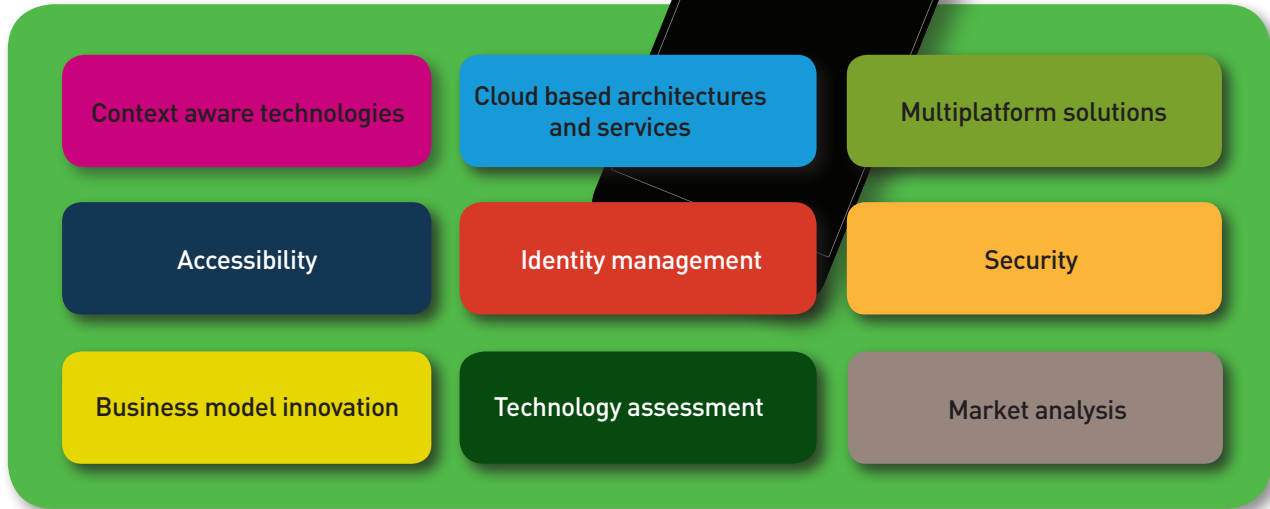 Context aware technologies
Cloud based architectures
and services
Multiplatform solutions
Accessibility
Identity management
Security
Business model innovation
Technology assessment
Market analysis